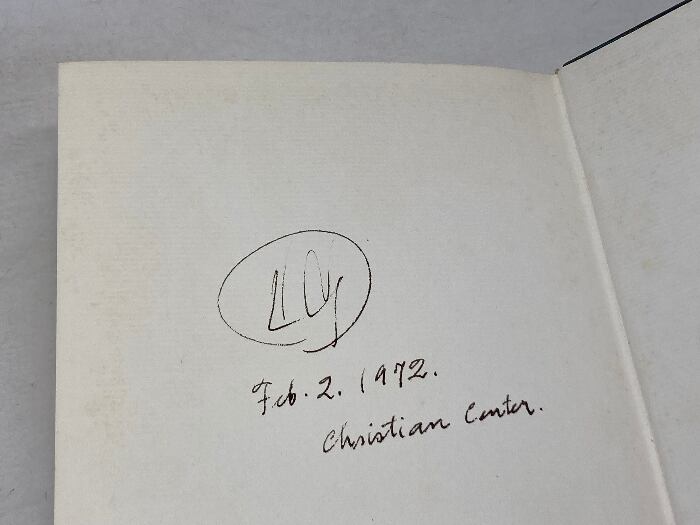 Feb. 2. 1972.
Christian Center.